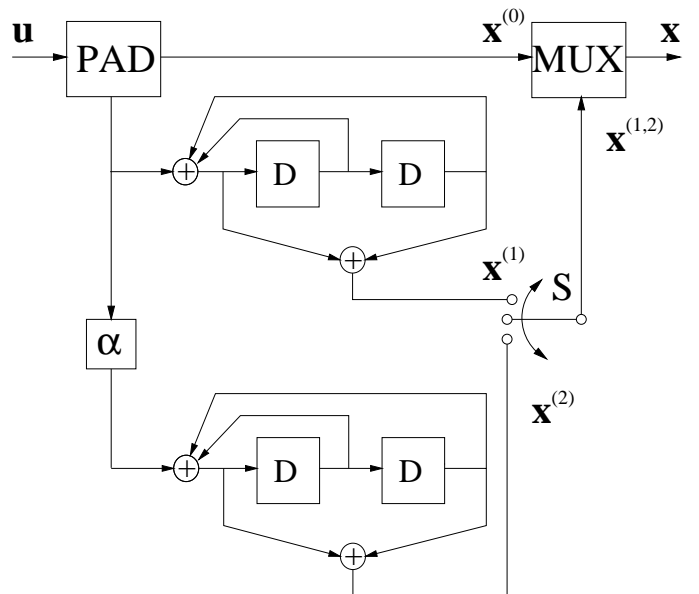 u
PAD
x^(0)
MUX
x
x^(1,2)
D
D
+
+
x^(1)
S
α
x^(2)
D
D
+
+